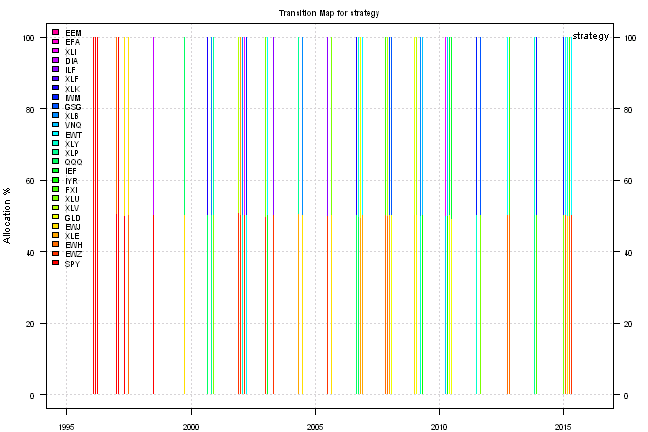 Transition Map for strategy
strategy
100
80
60
40
20
0
Allocation %
EEM
EFA
XLI
DIA
ILF
XLF
XLK
IWM
GSG
XLB
VNQ
EWT
XLY
XLP
QQQ
IEF
IYR
FXI
XLU
XLV
GLD
EWJ
XLE
EWH
EWZ
SPY
100
80
60
40
20
0
1995
2000
2005
2010
2015